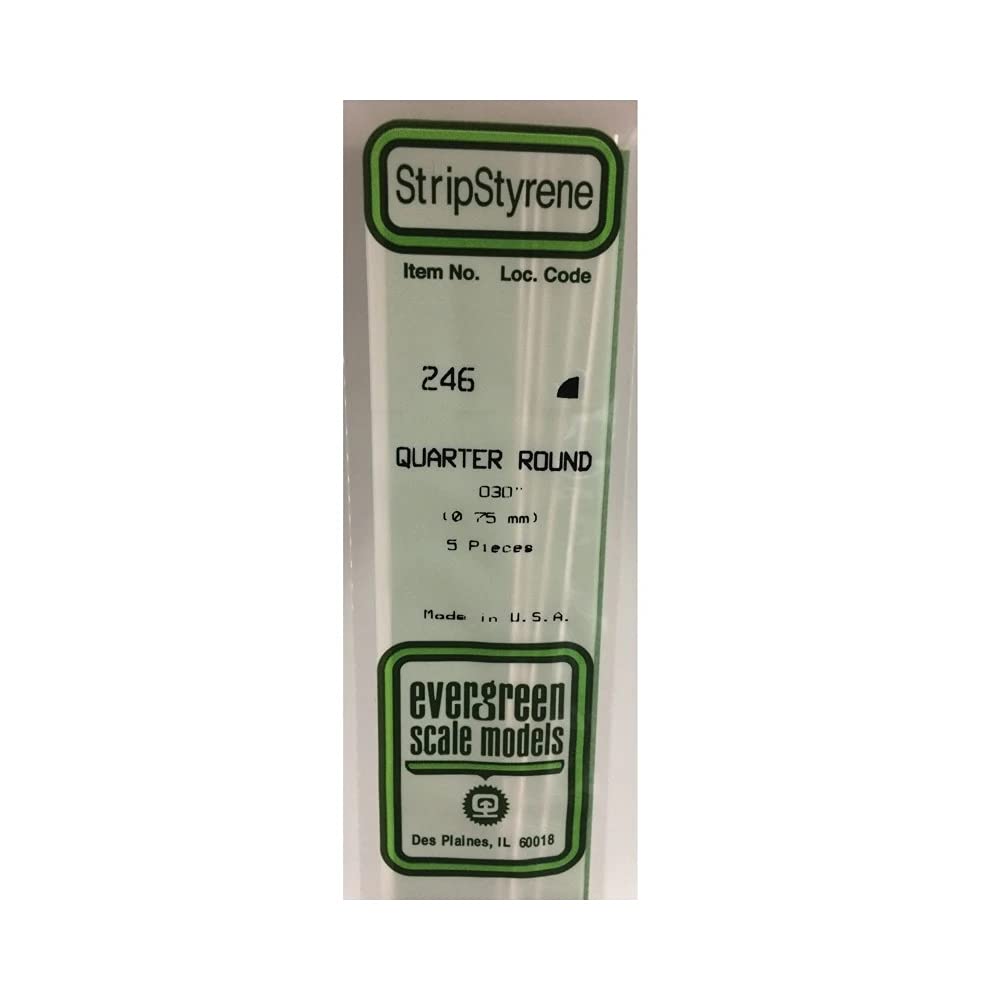 StripStyrene
Item No. Loc. Code
246
QUARTER ROUND
030"
(0 75 mm)
5 Pieces
Made in U.S.A.
evergreen
scale models
Des Plaines, IL 60018